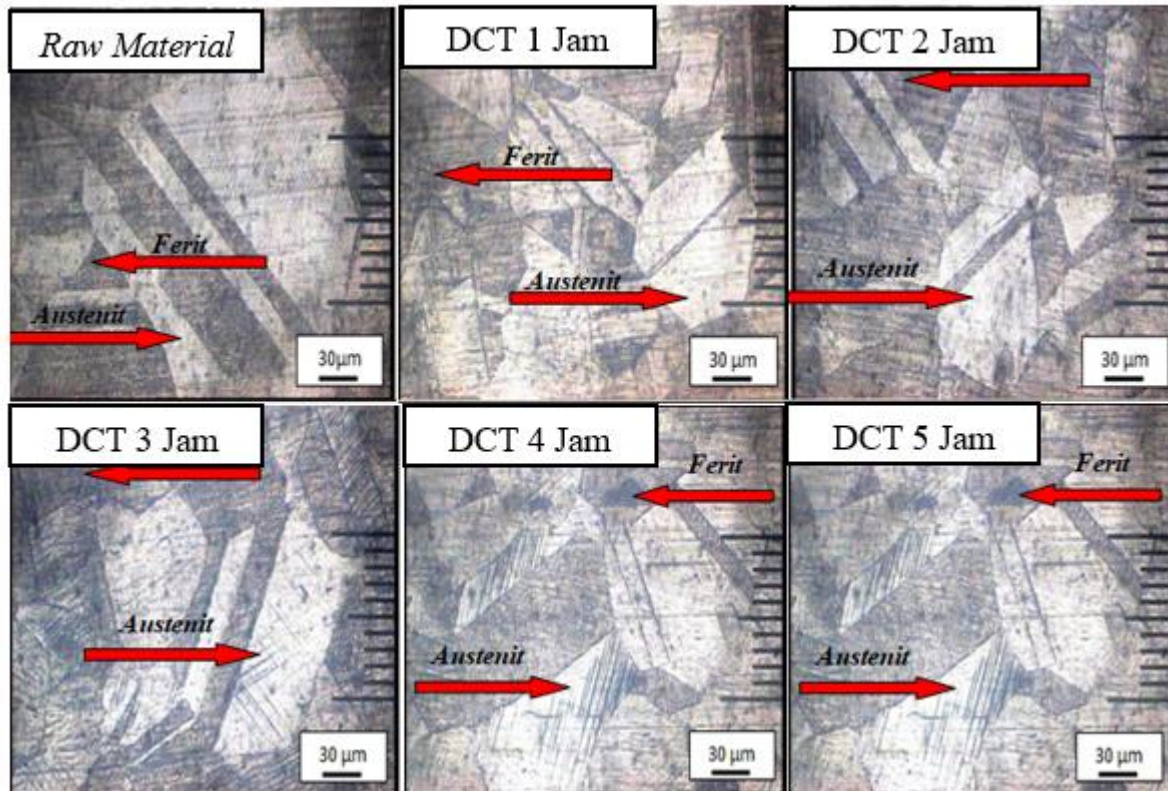 Raw Material
DCT 1 Jam
DCT 2 Jam
Ferit
Ferit
Austenit
Austenit
Austenit
30µm
30 µm
30 µm
DCT 3 Jam
DCT 4 Jam
DCT 5 Jam
Ferit
Ferit
Austenit
Austenit
Austenit
30 µm
30 µm
30 µm